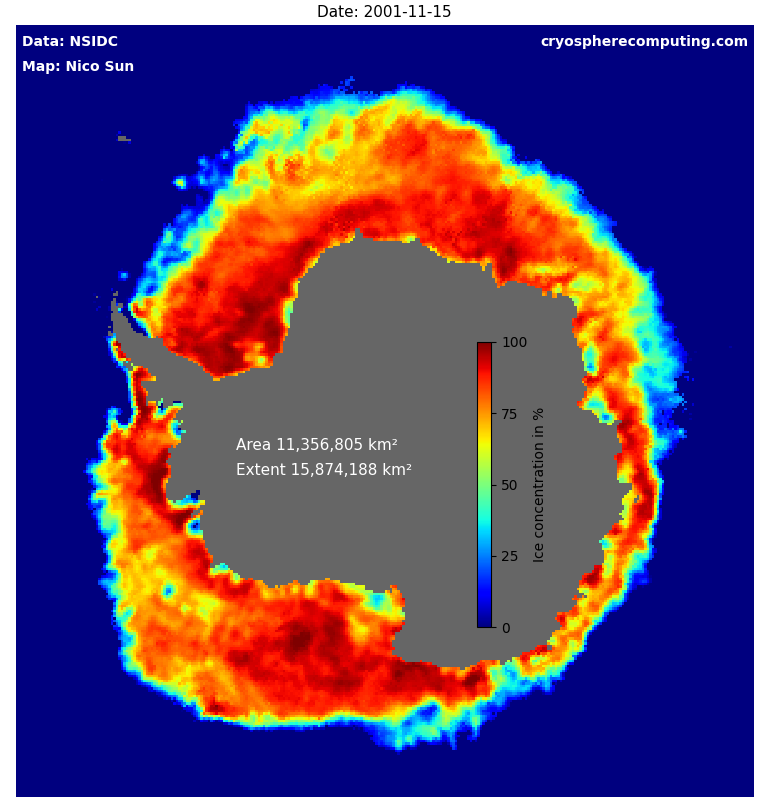 Date: 2001-11-15
Data: NSIDC
cryospherecomputing.com
Map: Nico Sun
Area 11,356,805 km²
Extent 15,874,188 km²
100
75
50
25
0
Ice concentration in %